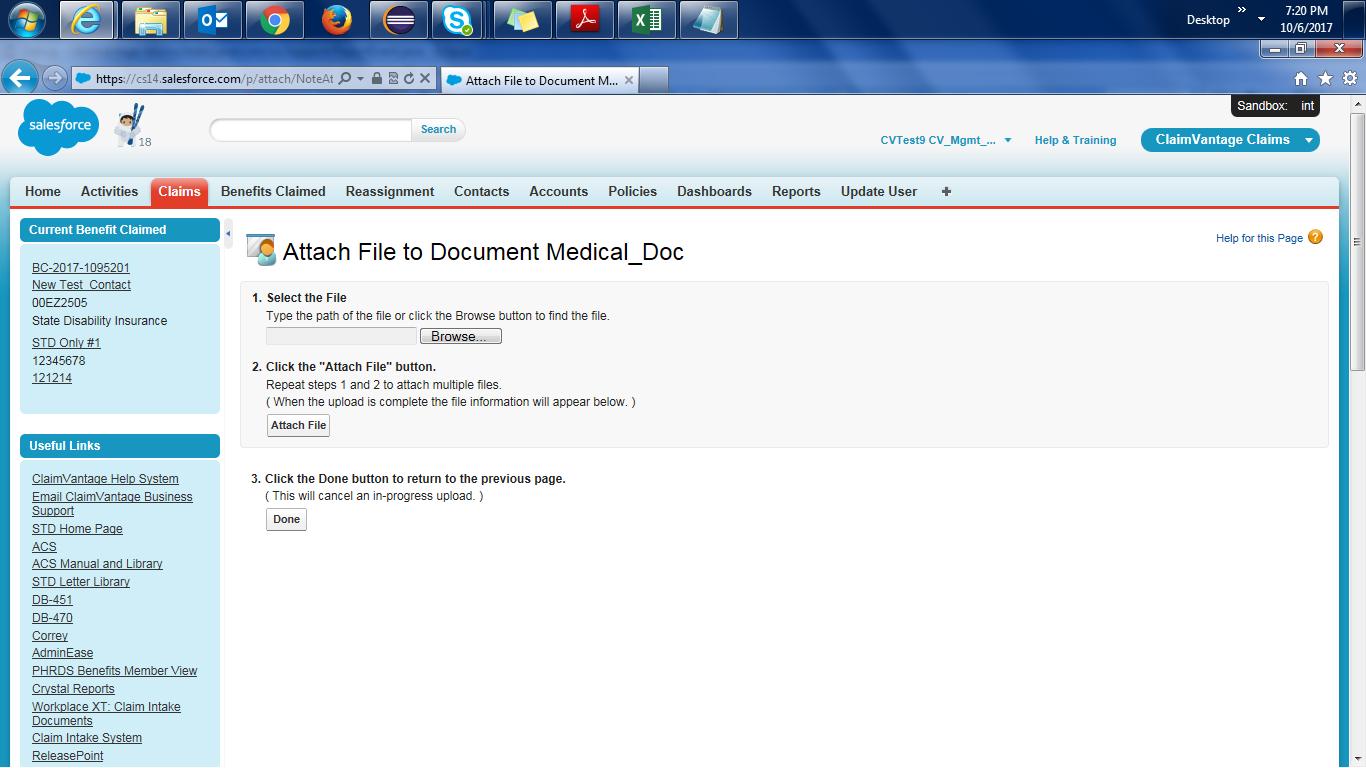 Desktop
7:20 PM
10/6/2017
https://cs14.salesforce.com/p/attach/NoteAt
Attach File to Document M...
Sandbox: int
salesforce
18
Search
CVTest9 CV_Mgmt_...
Help & Training
ClaimVantage Claims
Home Activities Claims Benefits Claimed Reassignment Contacts Accounts Policies Dashboards Reports Update User +
Current Benefit Claimed
BC-2017-1095201
New Test_Contact
00EZ2505
State Disability Insurance
STD Only #1
12345678
121214
Useful Links
ClaimVantage Help System
Email ClaimVantage Business
Support
STD Home Page
ACS
ACS Manual and Library
STD Letter Library
DB-451
DB-470
Correy
AdminEase
PHRDS Benefits Member View
Crystal Reports
Workplace XT: Claim Intake
Documents
Claim Intake System
ReleasePoint
Attach File to Document Medical_Doc
Help for this Page ?
1. Select the File
Type the path of the file or click the Browse button to find the file.
Browse...
2. Click the "Attach File" button.
Repeat steps 1 and 2 to attach multiple files.
( When the upload is complete the file information will appear below. )
Attach File
3. Click the Done button to return to the previous page.
( This will cancel an in-progress upload. )
Done